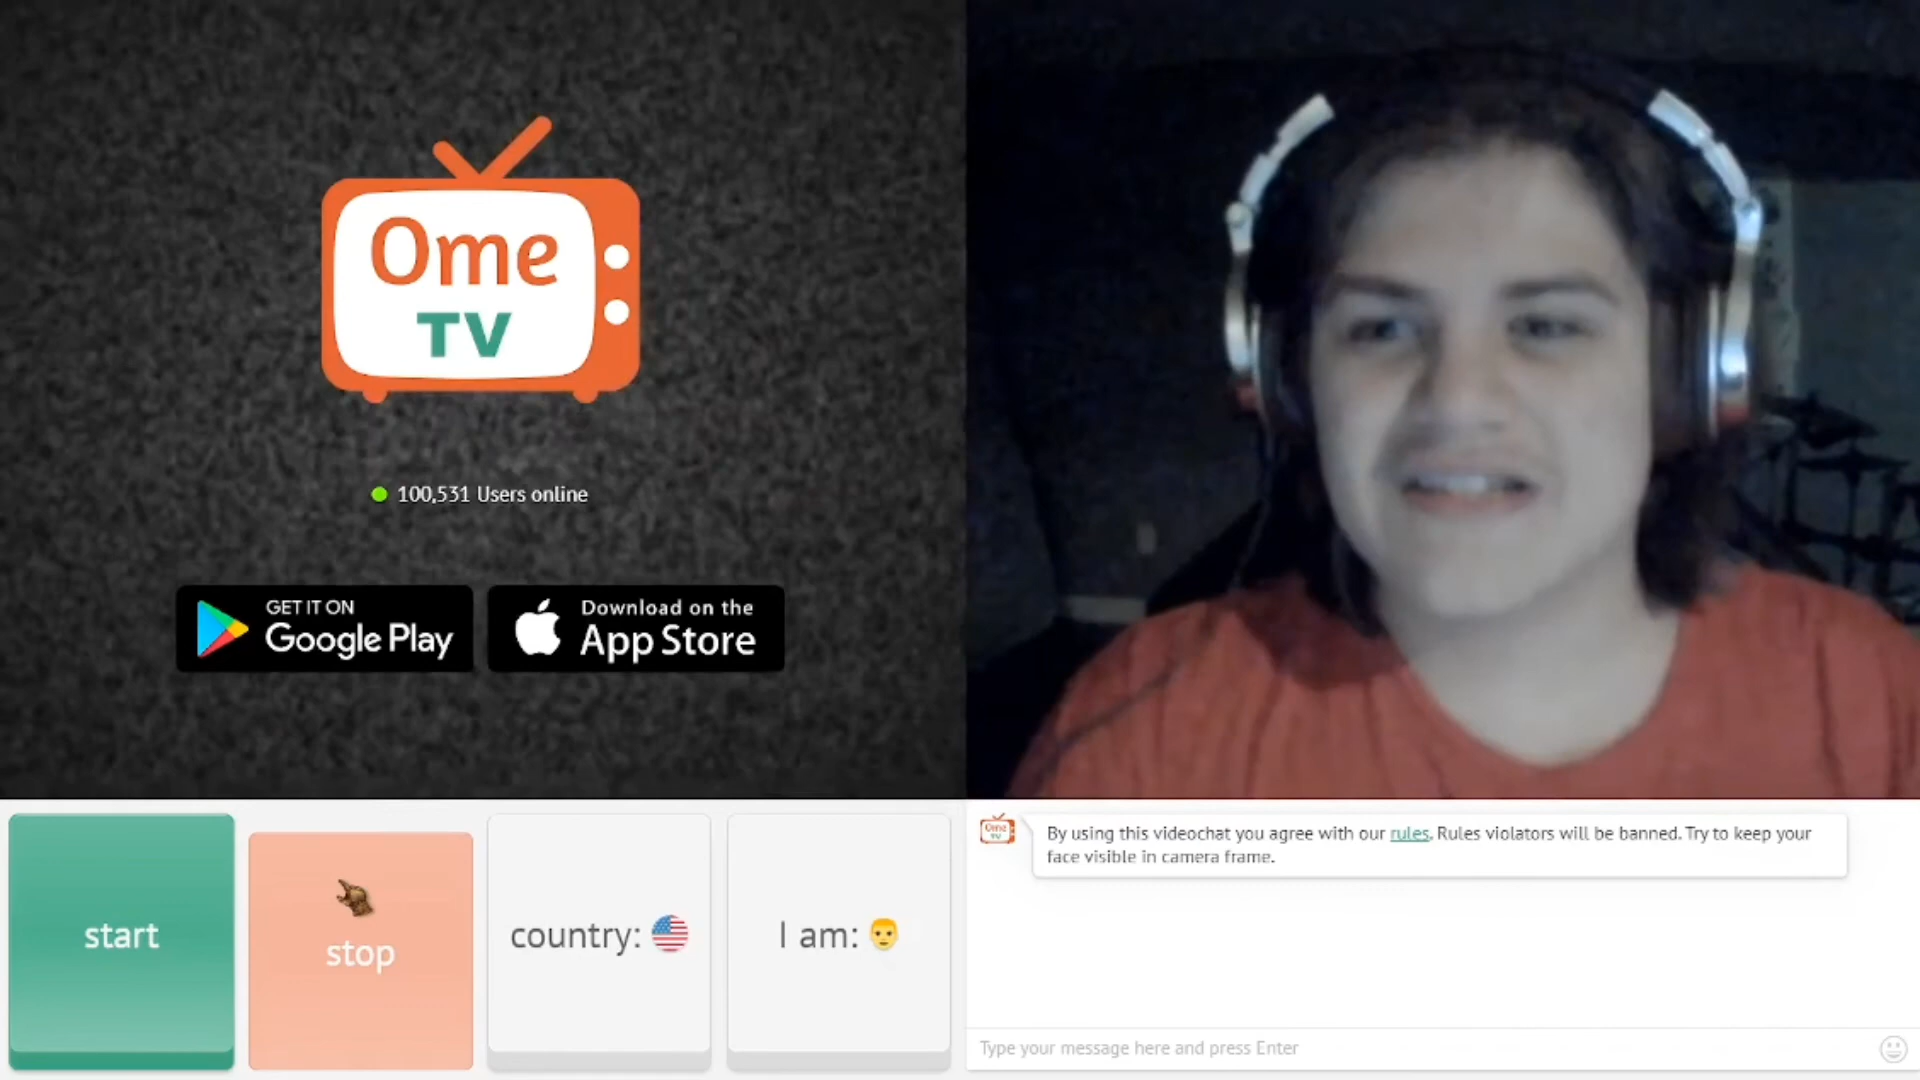 Ome
TV
100,531 Users online
GET IT ON
Google Play
Download on the
App Store
start
stop
country:
I am:
Ome
TV
By using this videochat you agree with our rules. Rules violators will be banned. Try to keep your
face visible in camera frame.
Type your message here and press Enter